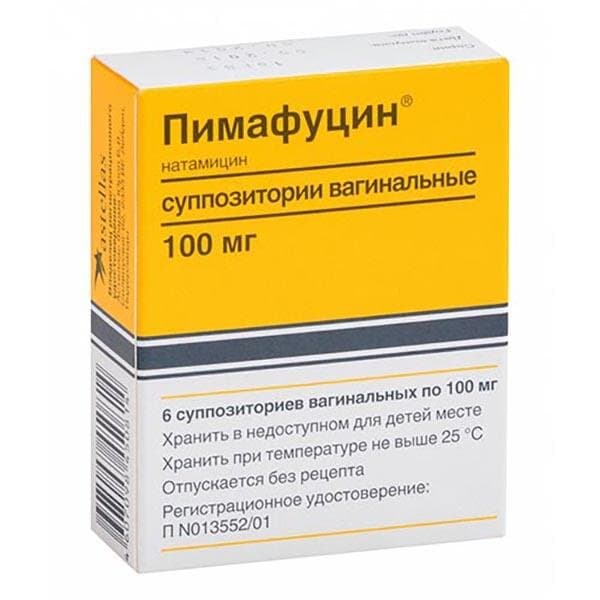 Пимафуцин®
натамицин
суппозитории вагинальные
100 мг
6 суппозиториев вагинальных по 100 мг
Хранить в недоступном для детей месте
Хранить при температуре не выше 25 °C
Отпускается без рецепта
Регистрационное удостоверение:
П N013552/01
astellas